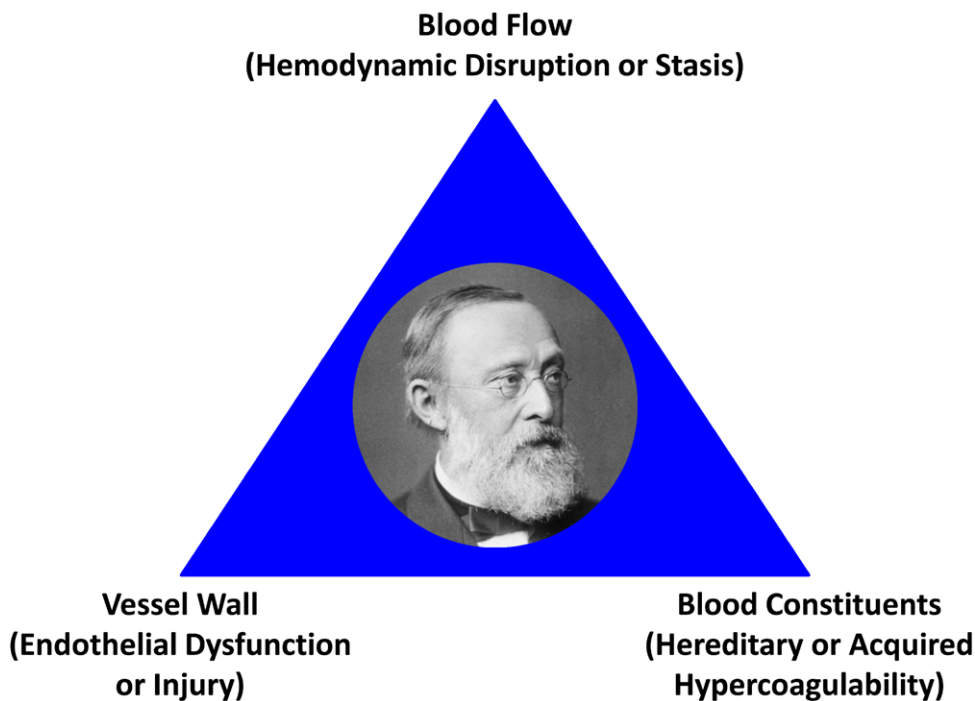 Blood Flow
(Hemodynamic Disruption or Stasis)
Vessel Wall
(Endothelial Dysfunction
or Injury)
Blood Constituents
(Hereditary or Acquired
Hypercoagulability)